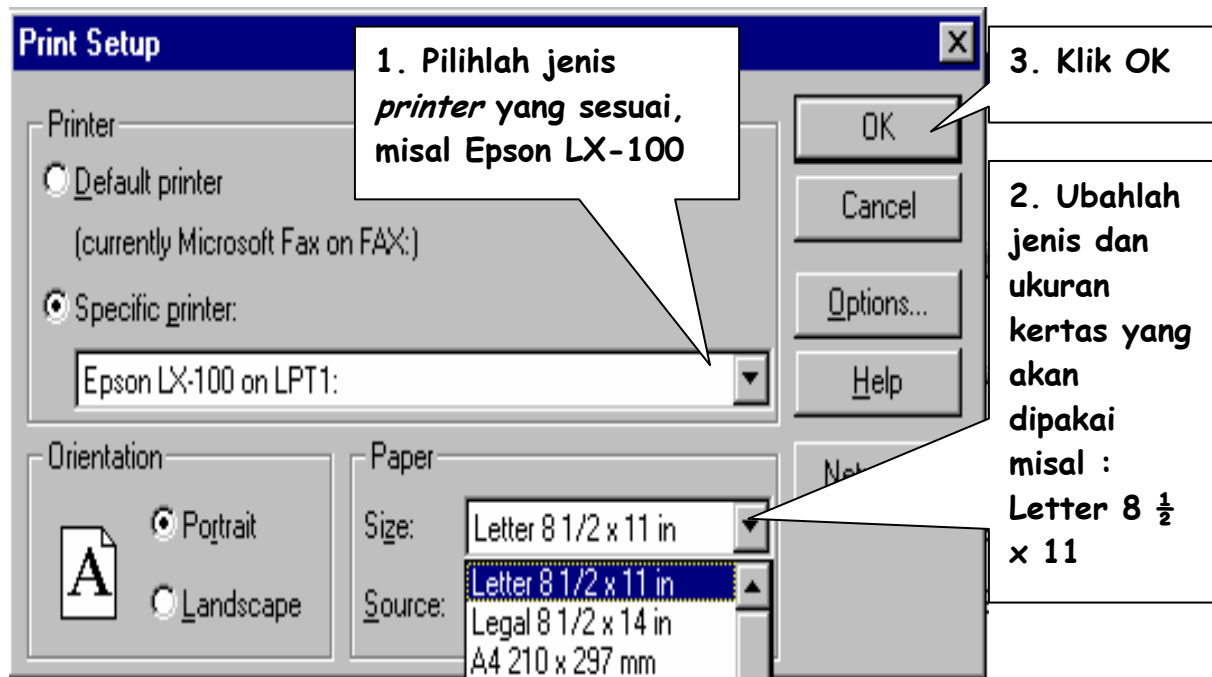 Print Setup
1. Pilihlah jenis
printer yang sesuai,
misal Epson LX-100
3. Klik OK
Printer
Default printer
(currently Microsoft Fax on FAX:)
Specific printer:
Epson LX-100 on LPT1:
OK
Cancel
Options...
Help
2. Ubahlah
jenis dan
ukuran
kertas yang
akan
dipakai
misal :
Letter 8 ½
x 11
Orientation
Portrait
Landscape
A
Paper
Size:
Letter 8 1/2 x 11 in
Letter 8 1/2 x 11 in
Legal 8 1/2 x 14 in
A4 210 x 297 mm
Source: